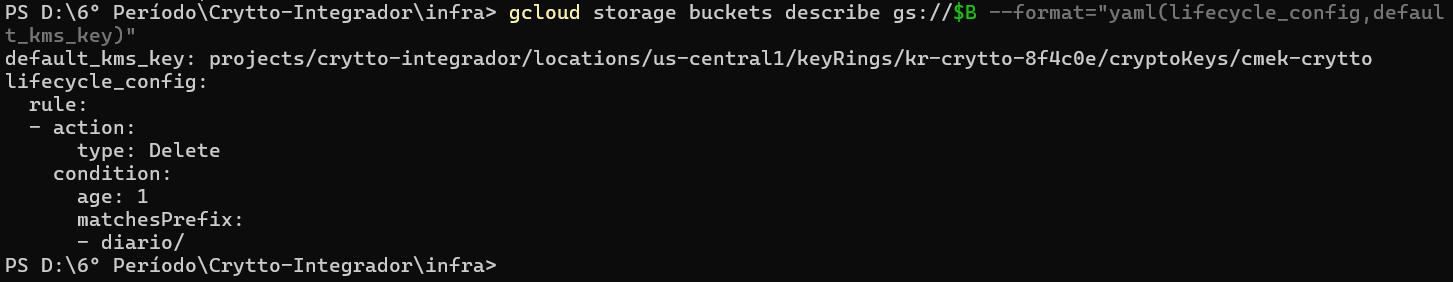 PS D:\6° Período\Crytto-Integrador\infra> gcloud storage buckets describe gs://$B --format="yaml(lifecycle_config,defaul
t_kms_key)"
default_kms_key: projects/crytto-integrador/locations/us-central1/keyRings/kr-crytto-8f4c0e/cryptoKeys/cmek-crytto
lifecycle_config:
  rule:
  - action:
      type: Delete
    condition:
      age: 1
      matchesPrefix:
      - diario/
PS D:\6° Período\Crytto-Integrador\infra>